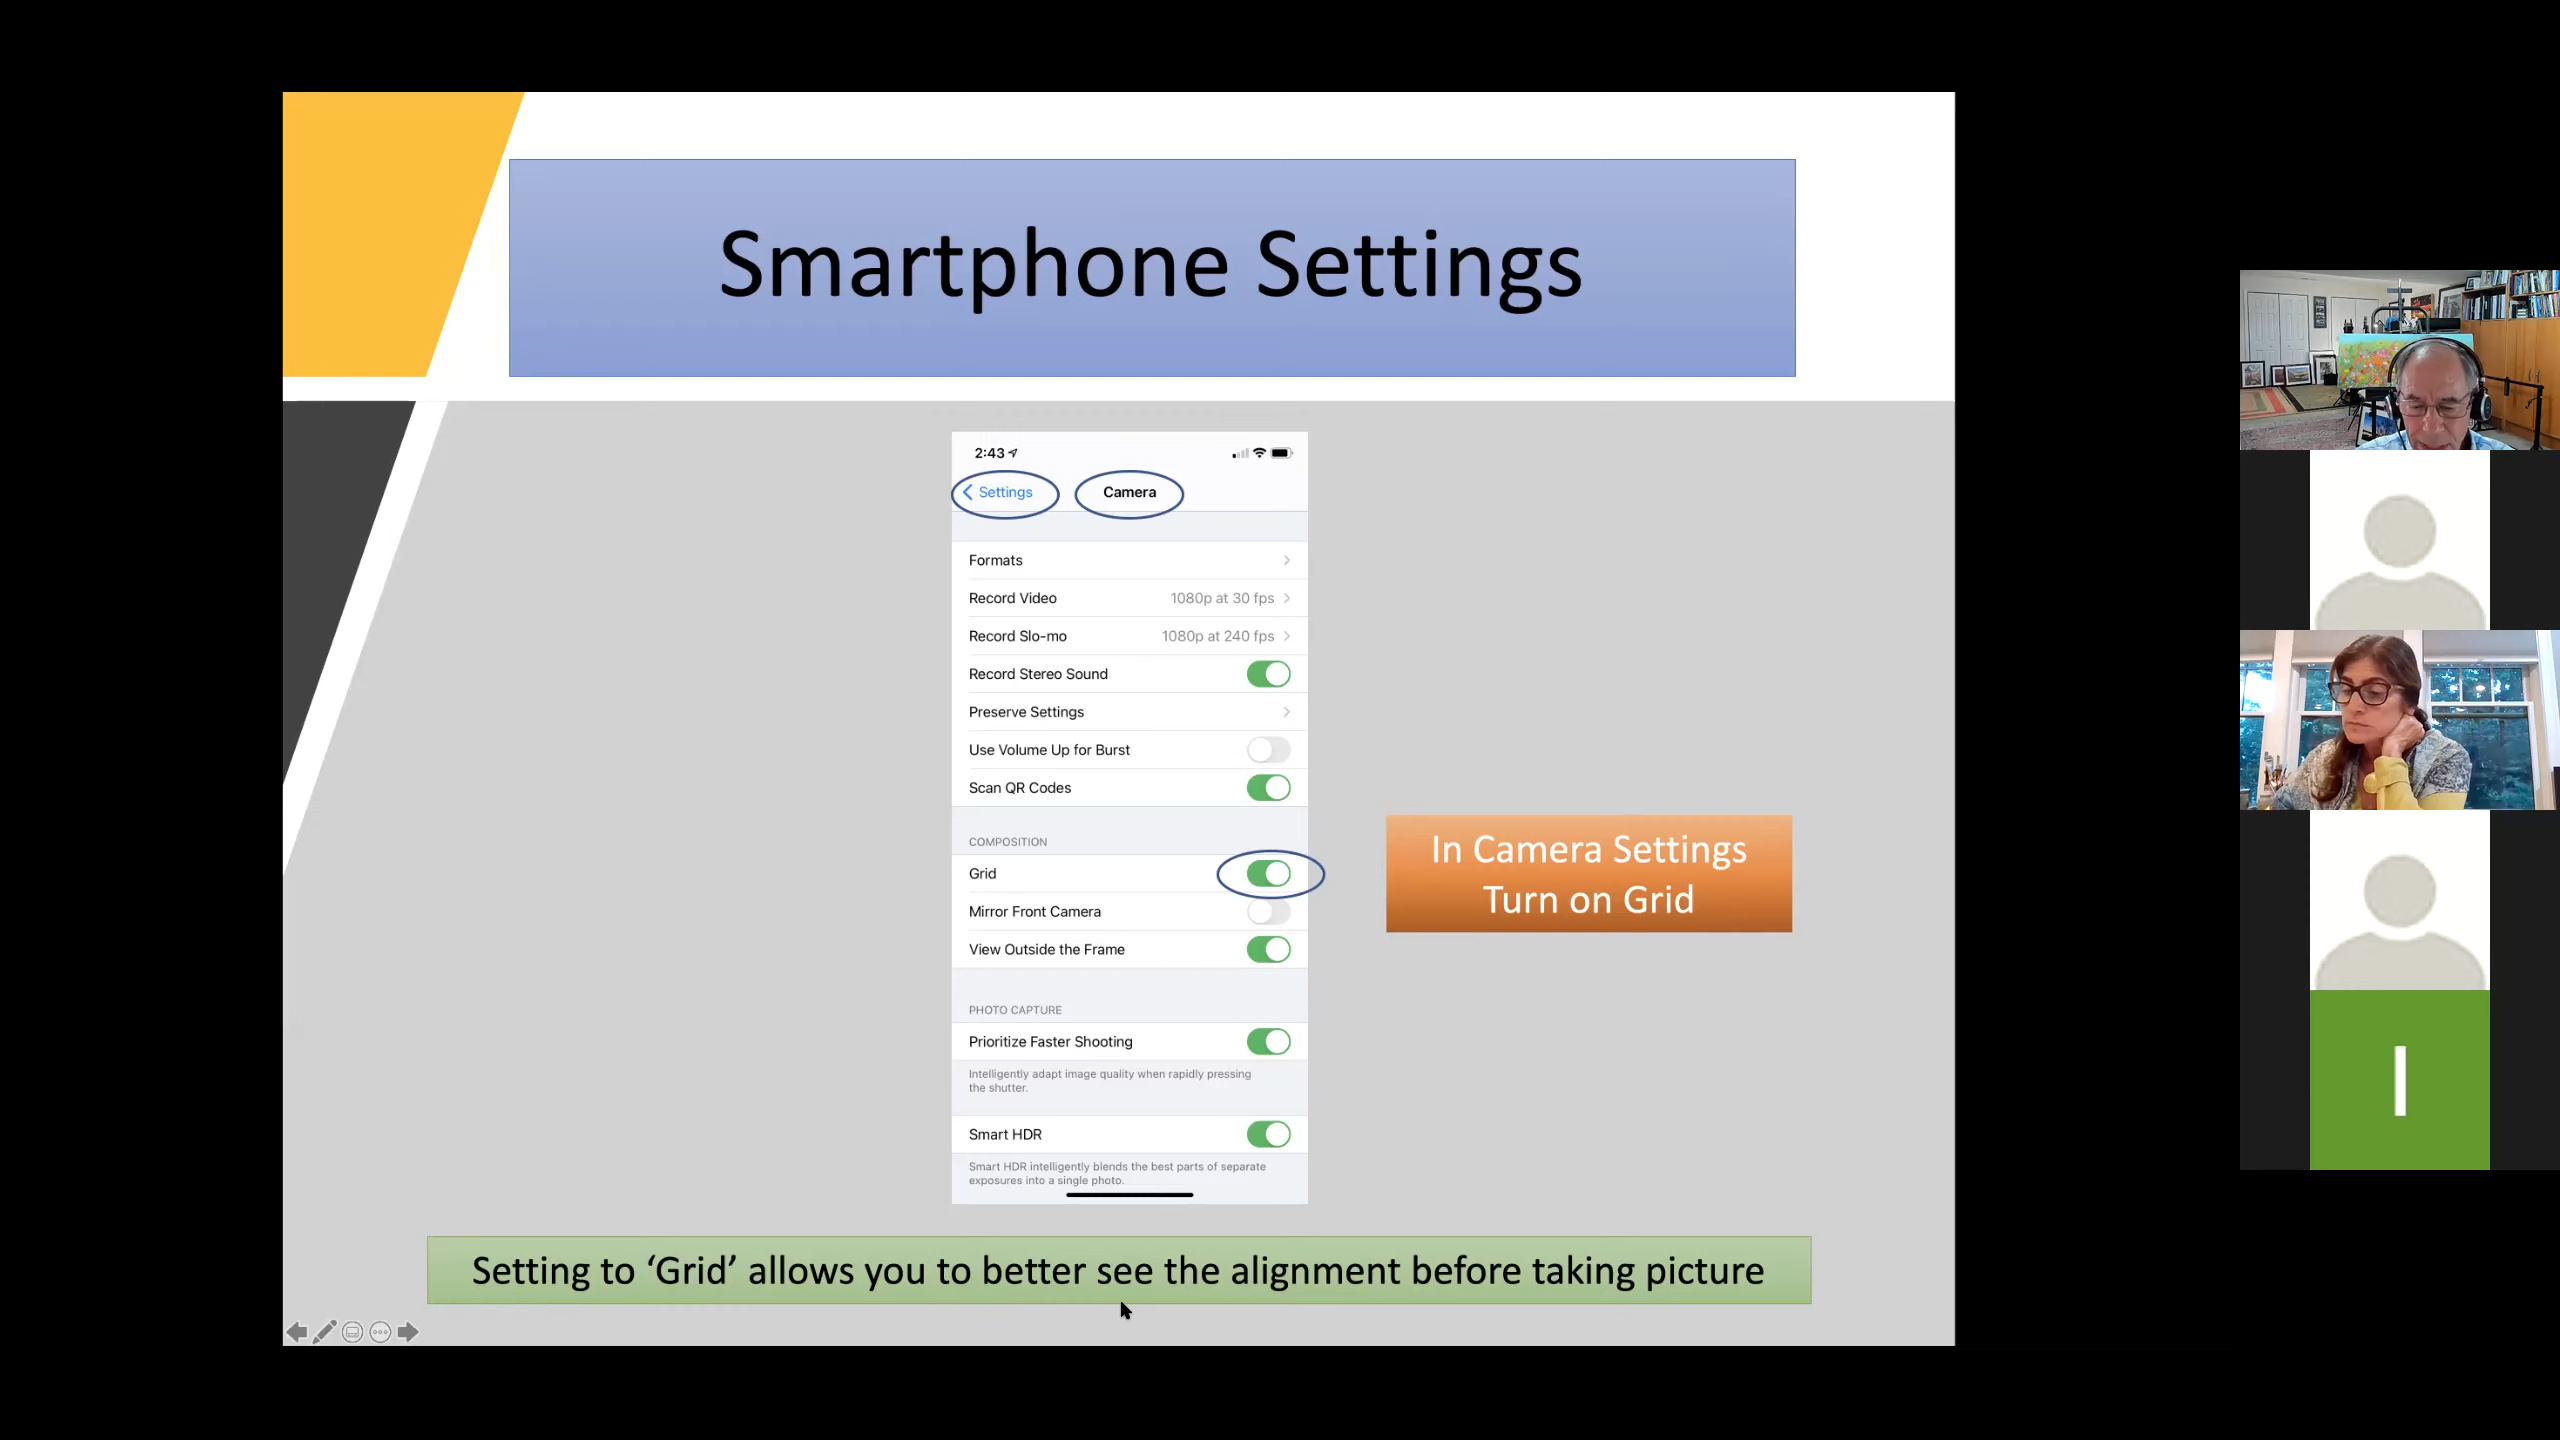 Smartphone Settings
2:43
Settings
Camera
Formats
Record Video 1080p at 30 fps
Record Slo-mo 1080p at 240 fps
Record Stereo Sound
Preserve Settings
Use Volume Up for Burst
Scan QR Codes
COMPOSITION
Grid
Mirror Front Camera
View Outside the Frame
PHOTO CAPTURE
Prioritize Faster Shooting
Intelligently adapt image quality when rapidly pressing
the shutter.
Smart HDR
Smart HDR intelligently blends the best parts of separate
exposures into a single photo.
In Camera Settings
Turn on Grid
Setting to ‘Grid’ allows you to better see the alignment before taking picture
I